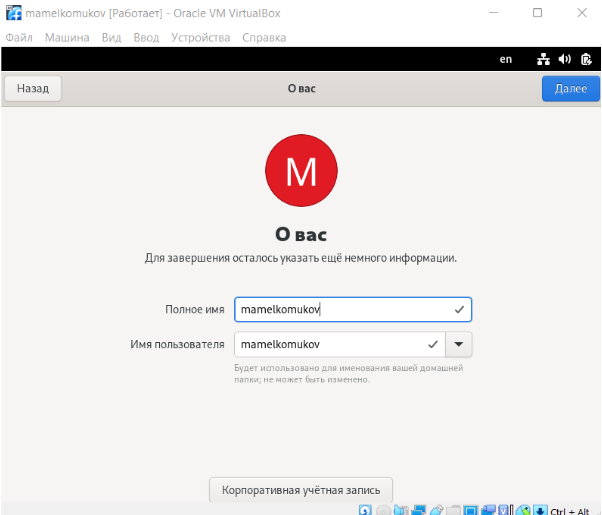 mamelkomukov [Работает] - Oracle VM VirtualBox
Файл Машина Вид Ввод Устройства Справка
en
Назад О вас Далее
M
О вас
Для завершения осталось указать ещё немного информации.
Полное имя mamelkomukov
Имя пользователя mamelkomukov
Будет использовано для именования вашей домашней
папки; не может быть изменено.
Корпоративная учётная запись
Ctrl + Alt